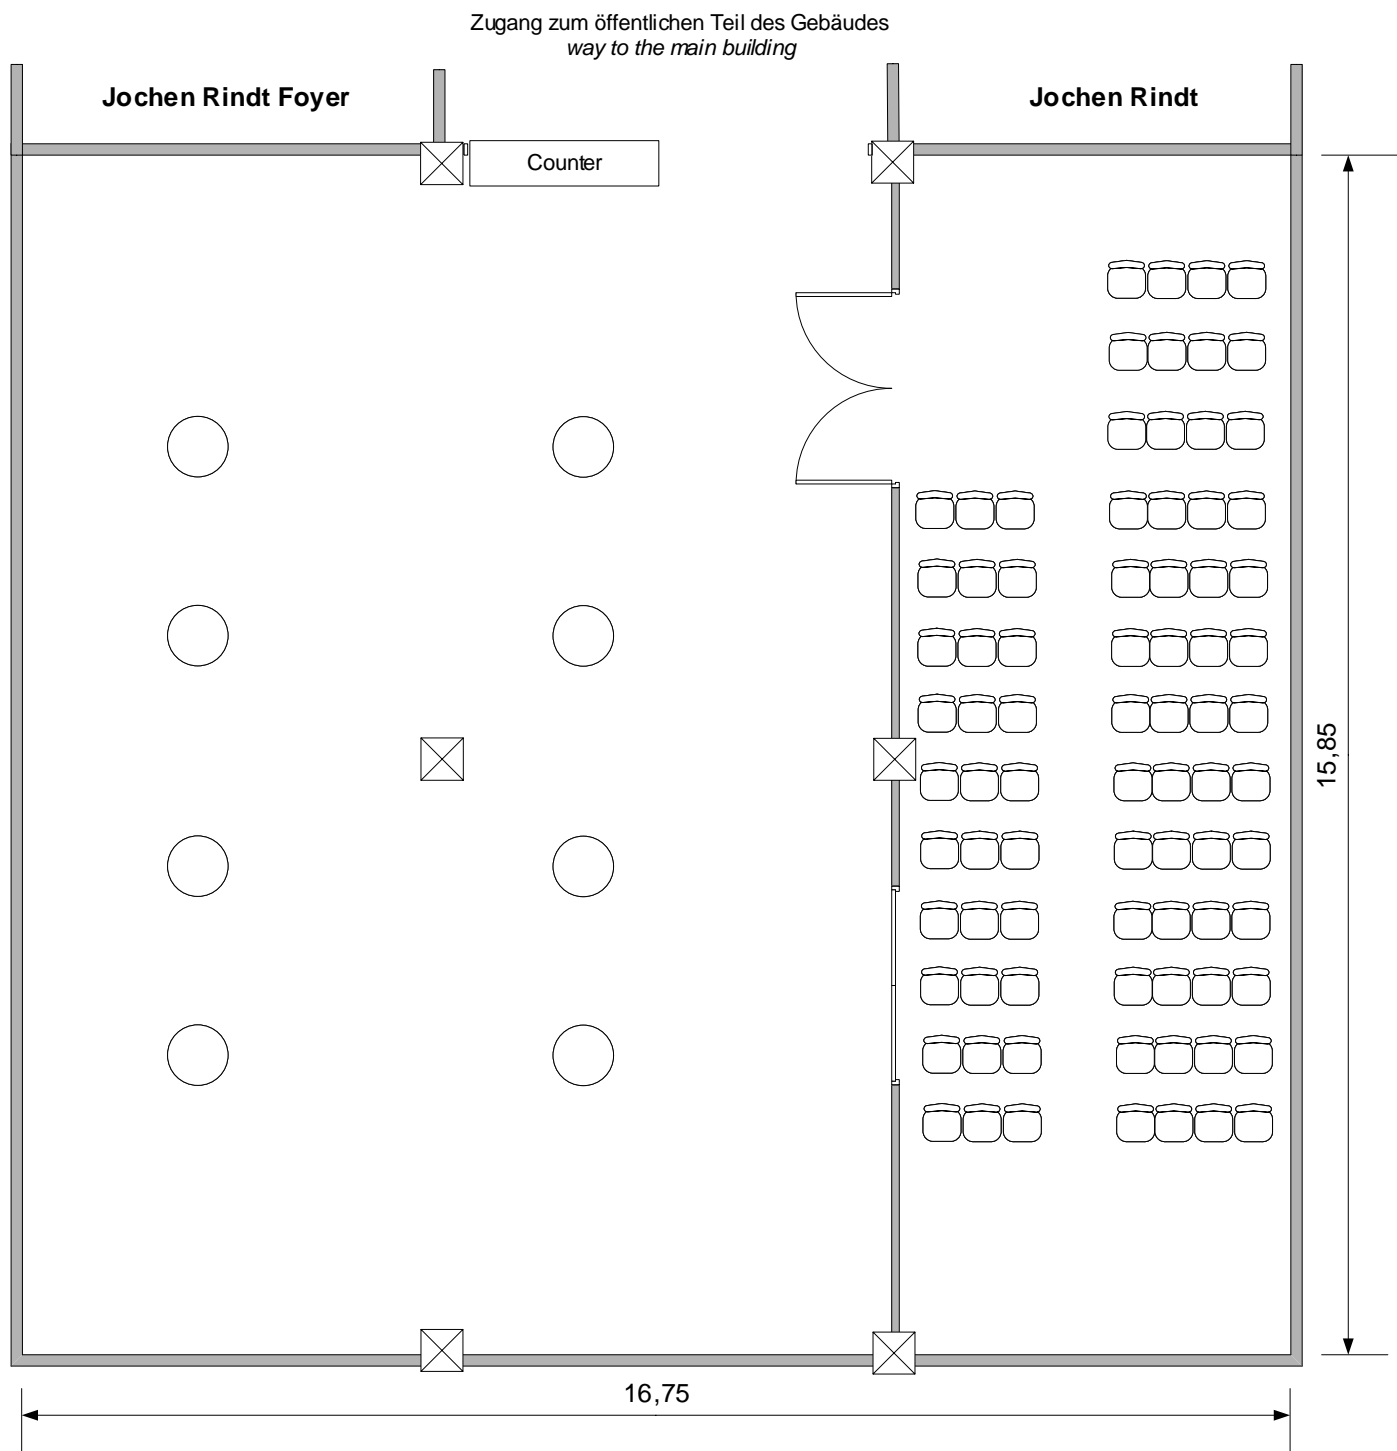 Zugang zum öffentlichen Teil des Gebäudes
way to the main building
Jochen Rindt Foyer
Jochen Rindt
Counter
15,85
16,75